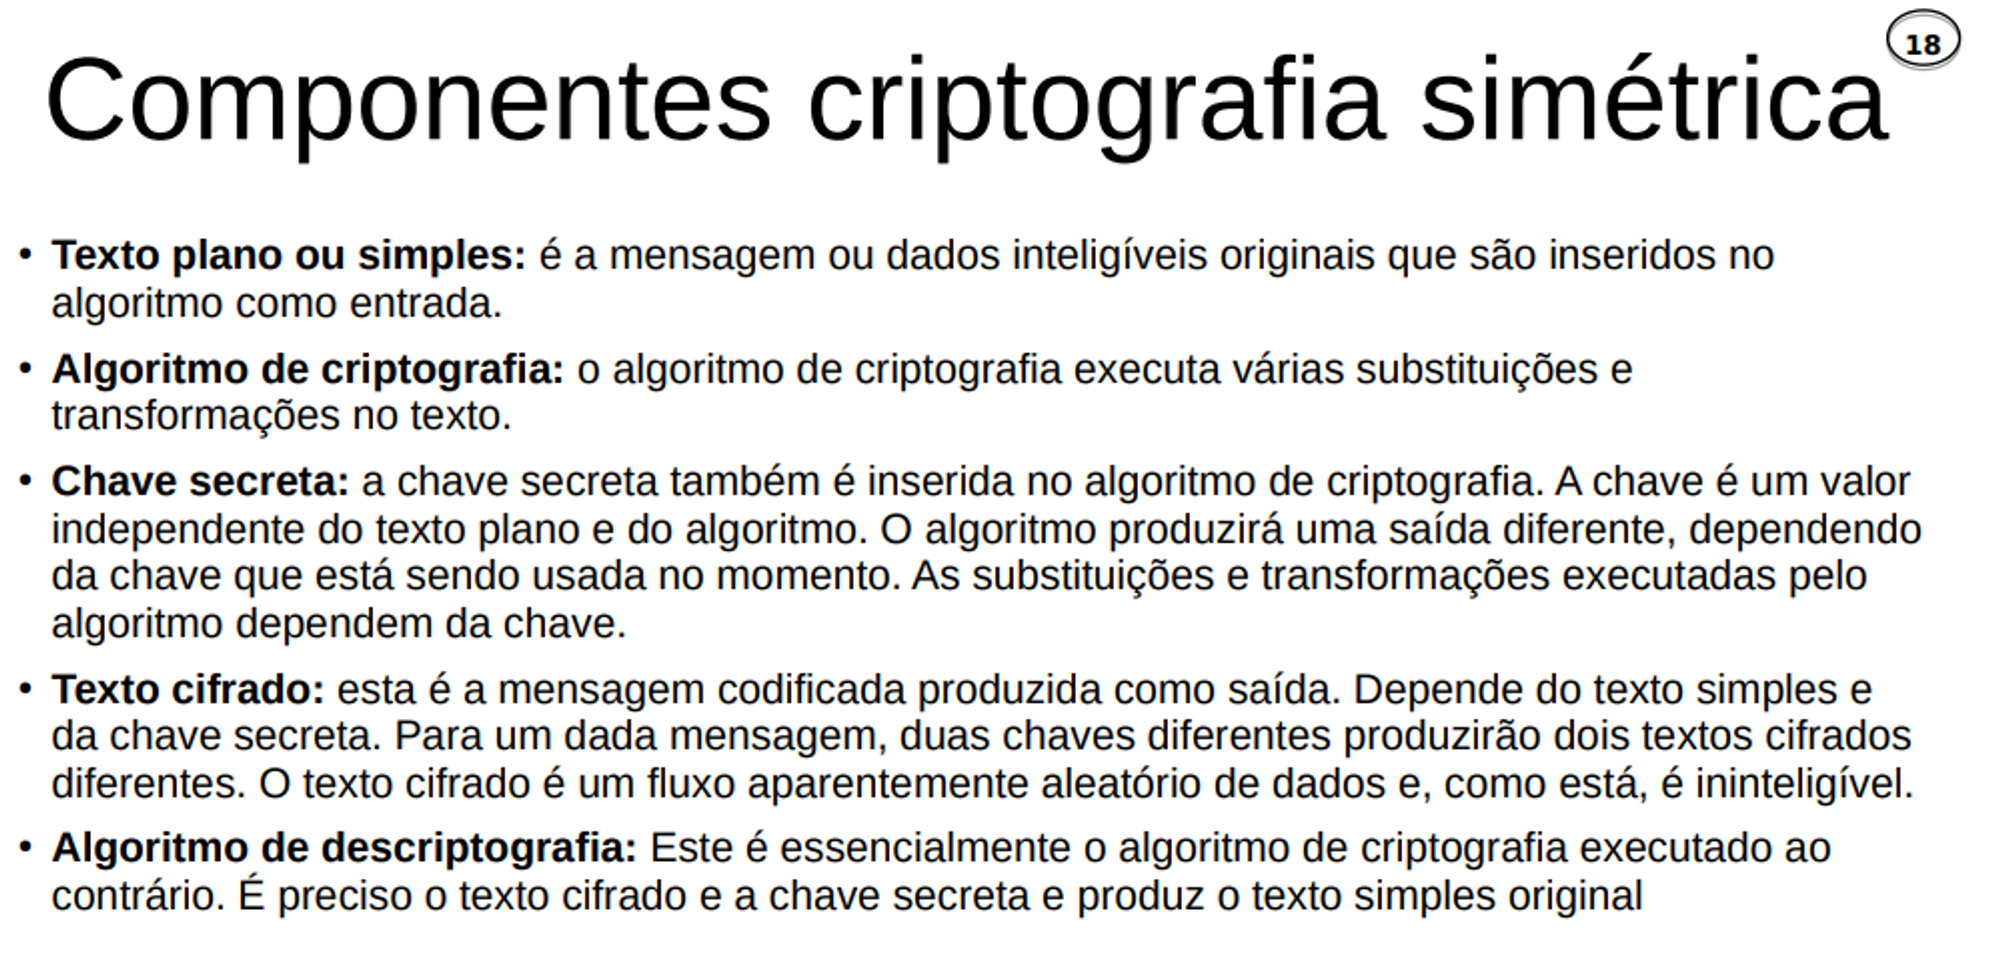 18
Componentes criptografia simétrica
• Texto plano ou simples: é a mensagem ou dados inteligíveis originais que são inseridos no
algoritmo como entrada.
• Algoritmo de criptografia: o algoritmo de criptografia executa várias substituições e
transformações no texto.
• Chave secreta: a chave secreta também é inserida no algoritmo de criptografia. A chave é um valor
independente do texto plano e do algoritmo. O algoritmo produzirá uma saída diferente, dependendo
da chave que está sendo usada no momento. As substituições e transformações executadas pelo
algoritmo dependem da chave.
• Texto cifrado: esta é a mensagem codificada produzida como saída. Depende do texto simples e
da chave secreta. Para um dada mensagem, duas chaves diferentes produzirão dois textos cifrados
diferentes. O texto cifrado é um fluxo aparentemente aleatório de dados e, como está, é ininteligível.
• Algoritmo de descriptografia: Este é essencialmente o algoritmo de criptografia executado ao
contrário. É preciso o texto cifrado e a chave secreta e produz o texto simples original